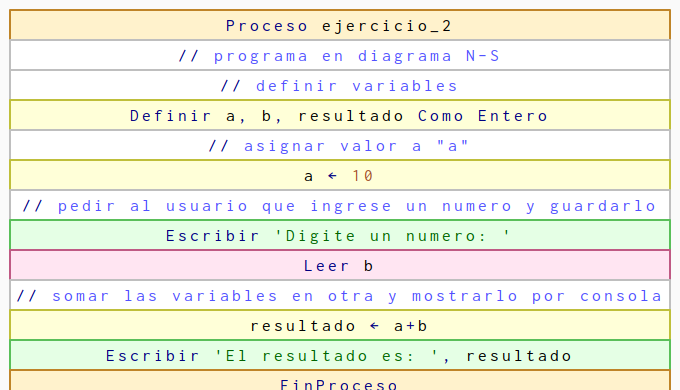 Proceso ejercicio_2
// programa en diagrama N-S
// definir variables
Definir a, b, resultado Como Entero
// asignar valor a "a"
a ← 10
// pedir al usuario que ingrese un numero y guardarlo
Escribir 'Digite un numero: '
Leer b
// somar las variables en otra y mostrarlo por consola
resultado ← a+b
Escribir 'El resultado es: ', resultado
FinProceso